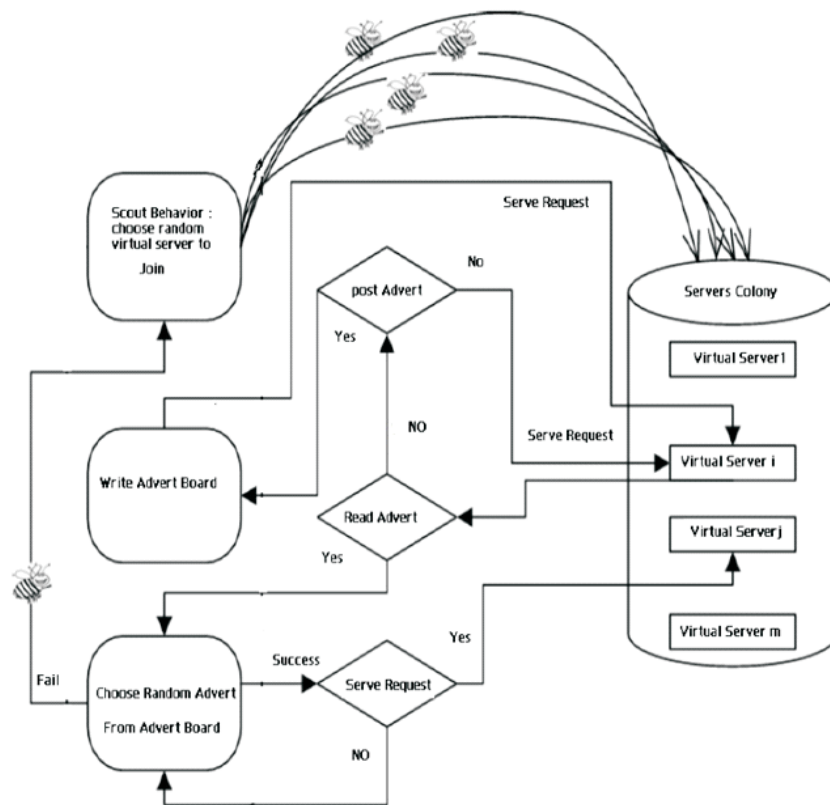 Scout Behavior :
choose random
virtual server to
Join
Serve Request
post Advert
No
Yes
Servers Colony
Virtual Server1
NO
Serve Request
Write Advert Board
Virtual Server i
Read Advert
Yes
Virtual Serverj
Virtual Server m
Yes
Fail
Success
Choose Random Advert
From Advert Board
Serve Request
NO